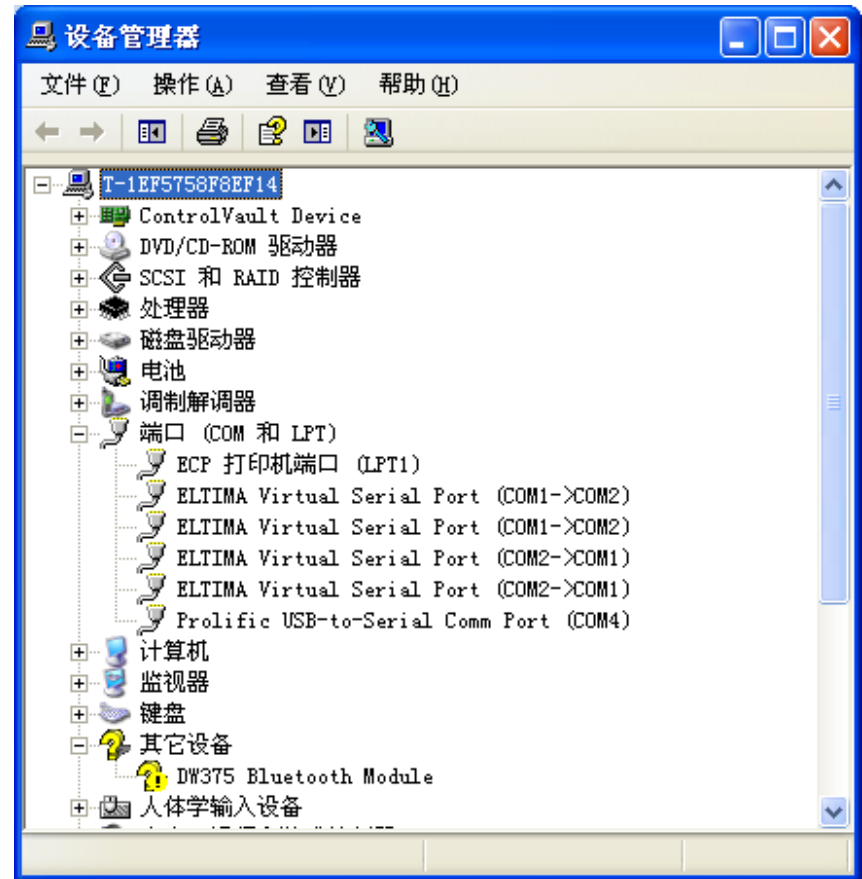 设备管理器
文件(F) 操作(A) 查看(V) 帮助(H)
T-1EF5758F8EF14
ControlVault Device
DVD/CD-ROM 驱动器
SCSI 和 RAID 控制器
处理器
磁盘驱动器
电池
调制解调器
端口 (COM 和 LPT)
ECP 打印机端口 (LPT1)
ELTIMA Virtual Serial Port (COM1->COM2)
ELTIMA Virtual Serial Port (COM1->COM2)
ELTIMA Virtual Serial Port (COM2->COM1)
ELTIMA Virtual Serial Port (COM2->COM1)
Prolific USB-to-Serial Comm Port (COM4)
计算机
监视器
键盘
其它设备
DW375 Bluetooth Module
人体学输入设备